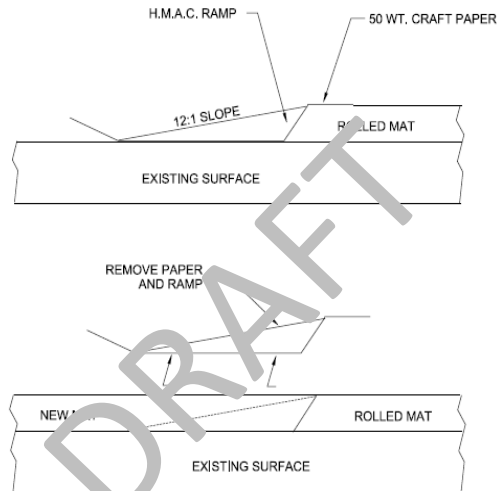 H.M.A.C. RAMP
50 WT. CRAFT PAPER
12:1 SLOPE
ROLLED MAT
EXISTING SURFACE
REMOVE PAPER
AND RAMP
NEW
ROLLED MAT
EXISTING SURFACE
DRAFT